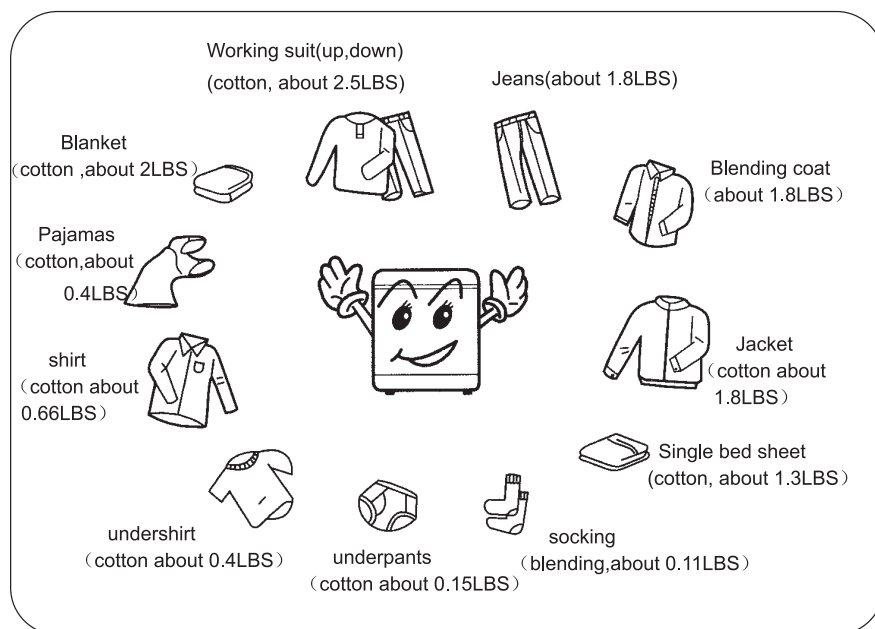 Working suit(up,down)
(cotton, about 2.5LBS)
Jeans(about 1.8LBS)
Blanket
（cotton ,about 2LBS）
Blending coat
（about 1.8LBS）
Pajamas
（cotton,about
0.4LBS）
shirt
（cotton about
0.66LBS）
Jacket
（cotton about
1.8LBS）
Single bed sheet
(cotton, about 1.3LBS）
undershirt
（cotton about 0.4LBS）
underpants
（cotton about 0.15LBS）
socking
（blending,about 0.11LBS）